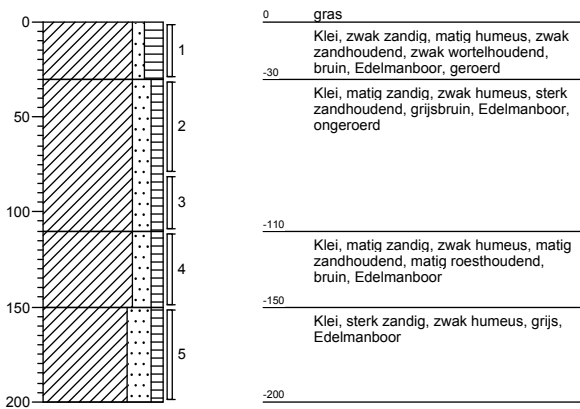 0
50
100
150
200
1
2
3
4
5
0 gras
Klei, zwak zandig, matig humeus, zwak
zandhoudend, zwak wortelhoudend,
bruin, Edelmanboor, geroerd
-30
Klei, matig zandig, zwak humeus, sterk
zandhoudend, grijsbruin, Edelmanboor,
ongeroerd
-110
Klei, matig zandig, zwak humeus, matig
zandhoudend, matig roesthoudend,
bruin, Edelmanboor
-150
Klei, sterk zandig, zwak humeus, grijs,
Edelmanboor
-200